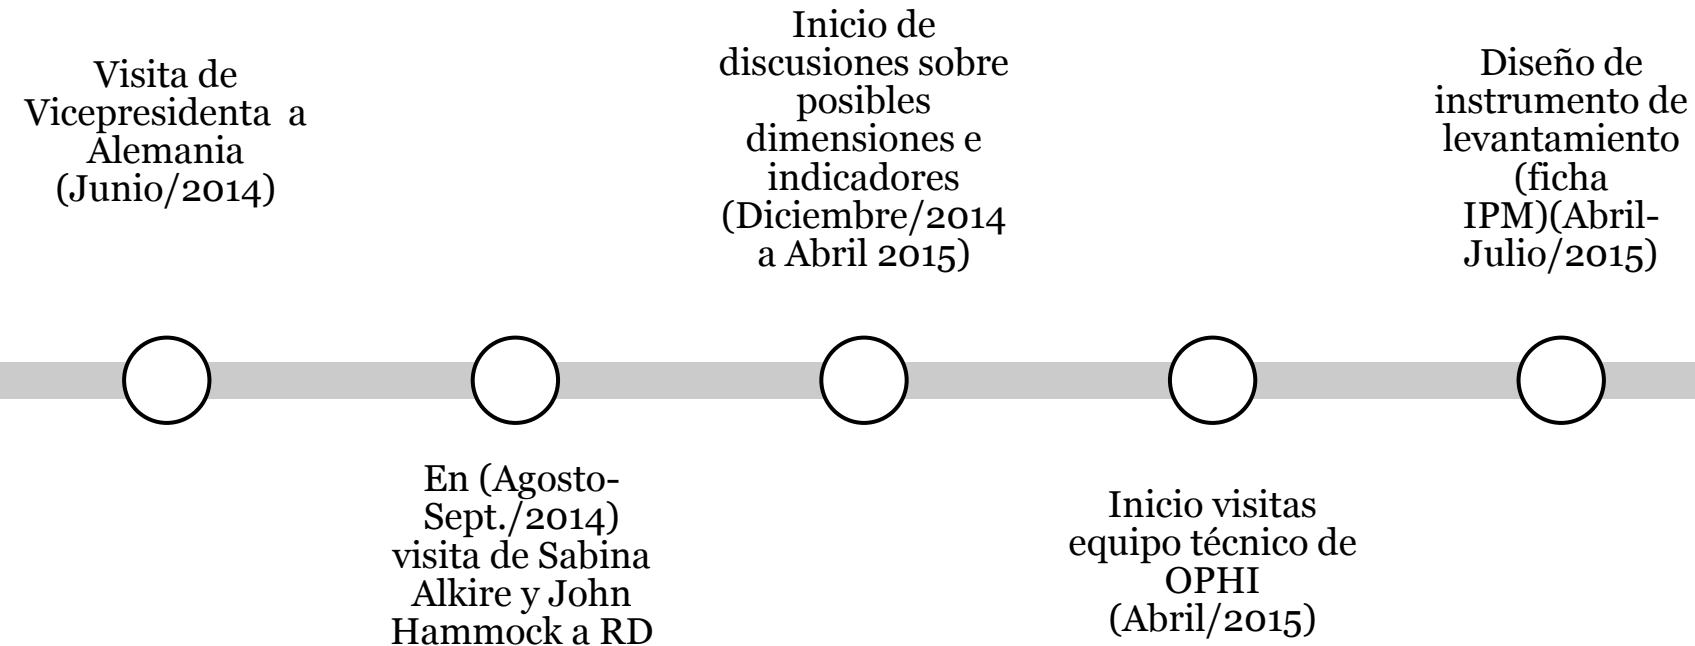 Visita de
Vicepresidenta  a
Alemania
(Junio/2014)
En (Agosto-
Sept./2014)
visita de Sabina
Alkire y John
Hammock a RD
Inicio de
discusiones sobre
posibles
dimensiones e
indicadores
(Diciembre/2014
a Abril 2015)
Inicio visitas
equipo técnico de
OPHI
(Abril/2015)
Diseño de
instrumento de
levantamiento
(ficha
IPM)(Abril-
Julio/2015)